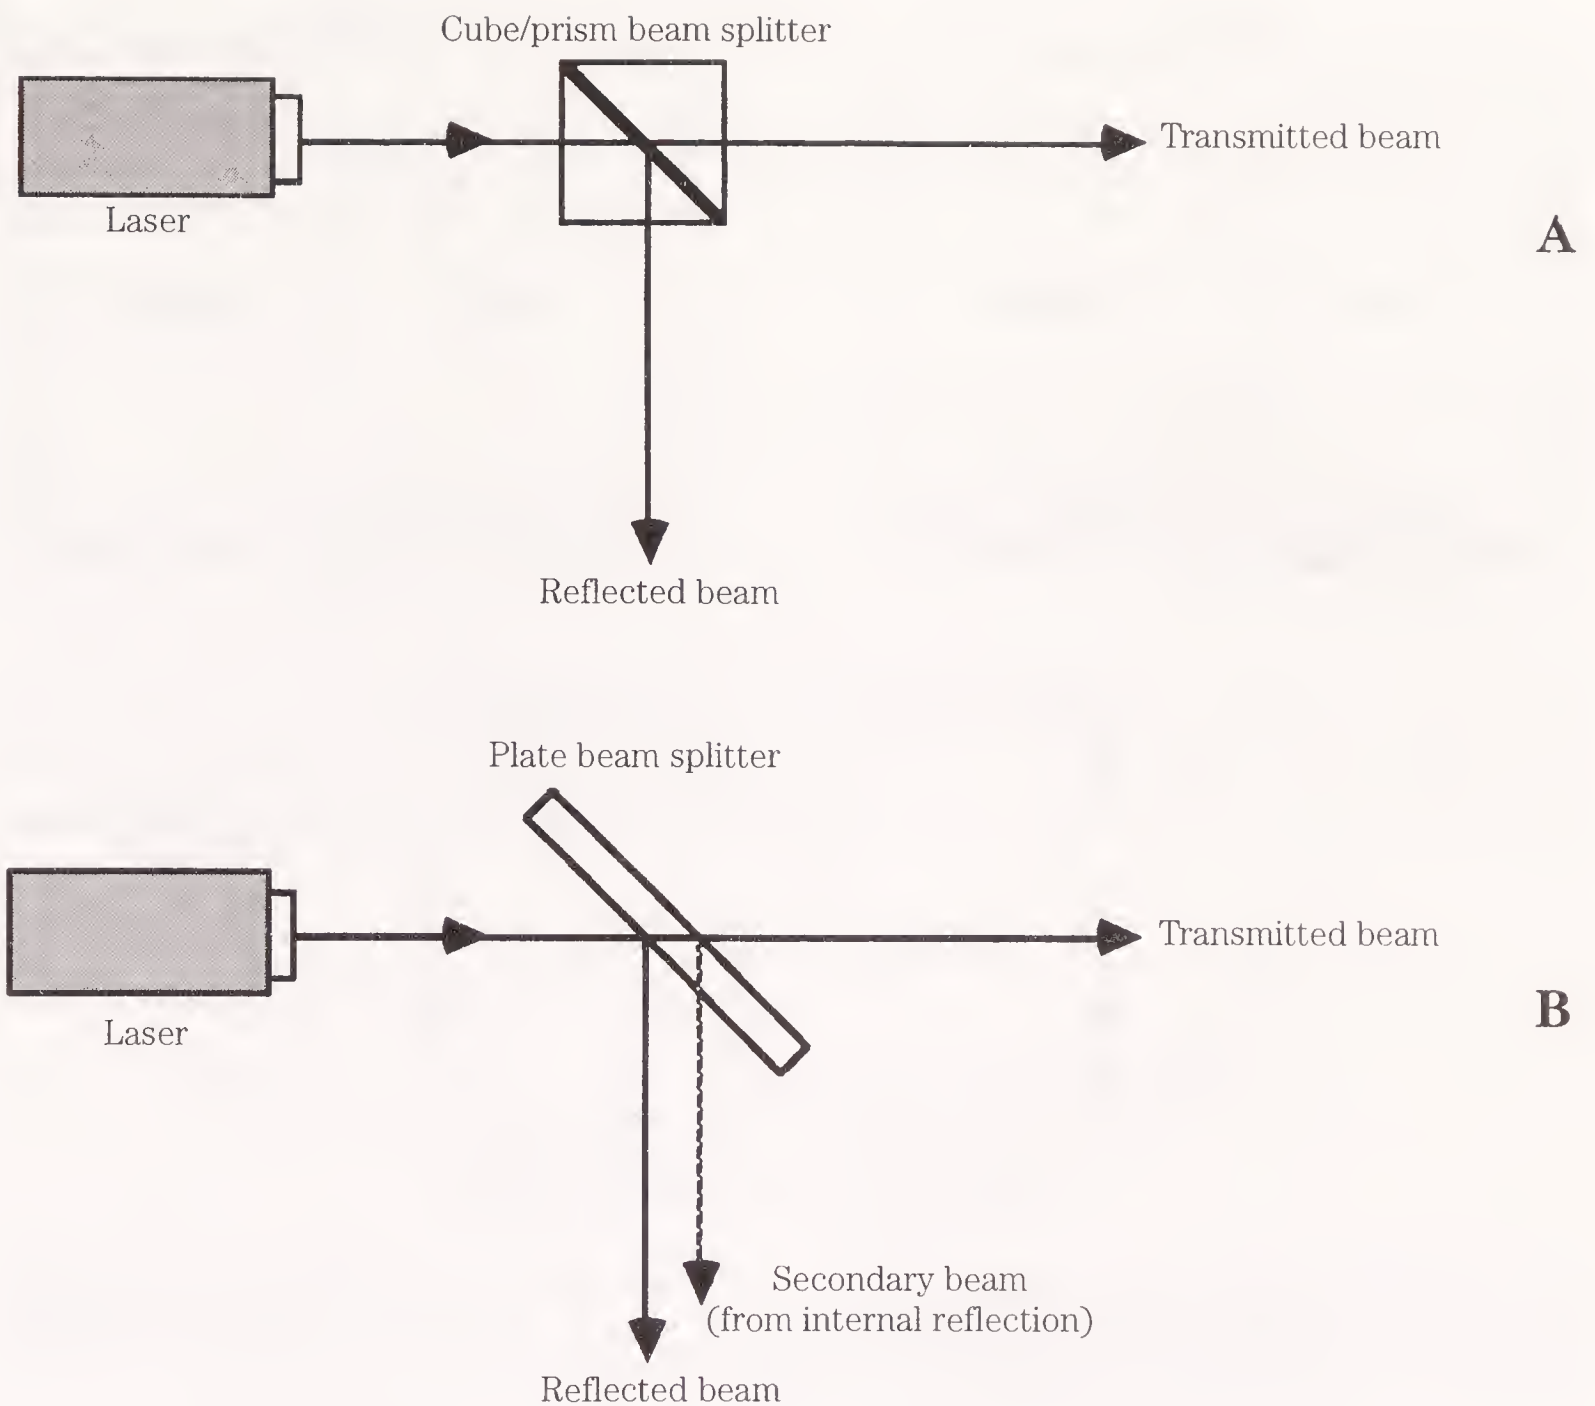 Cube/prism beam splitter
Transmitted beam
Laser
A
Reflected beam
Plate beam splitter
Transmitted beam
B
Laser
Secondary beam
(from internal reflection)
Reflected beam